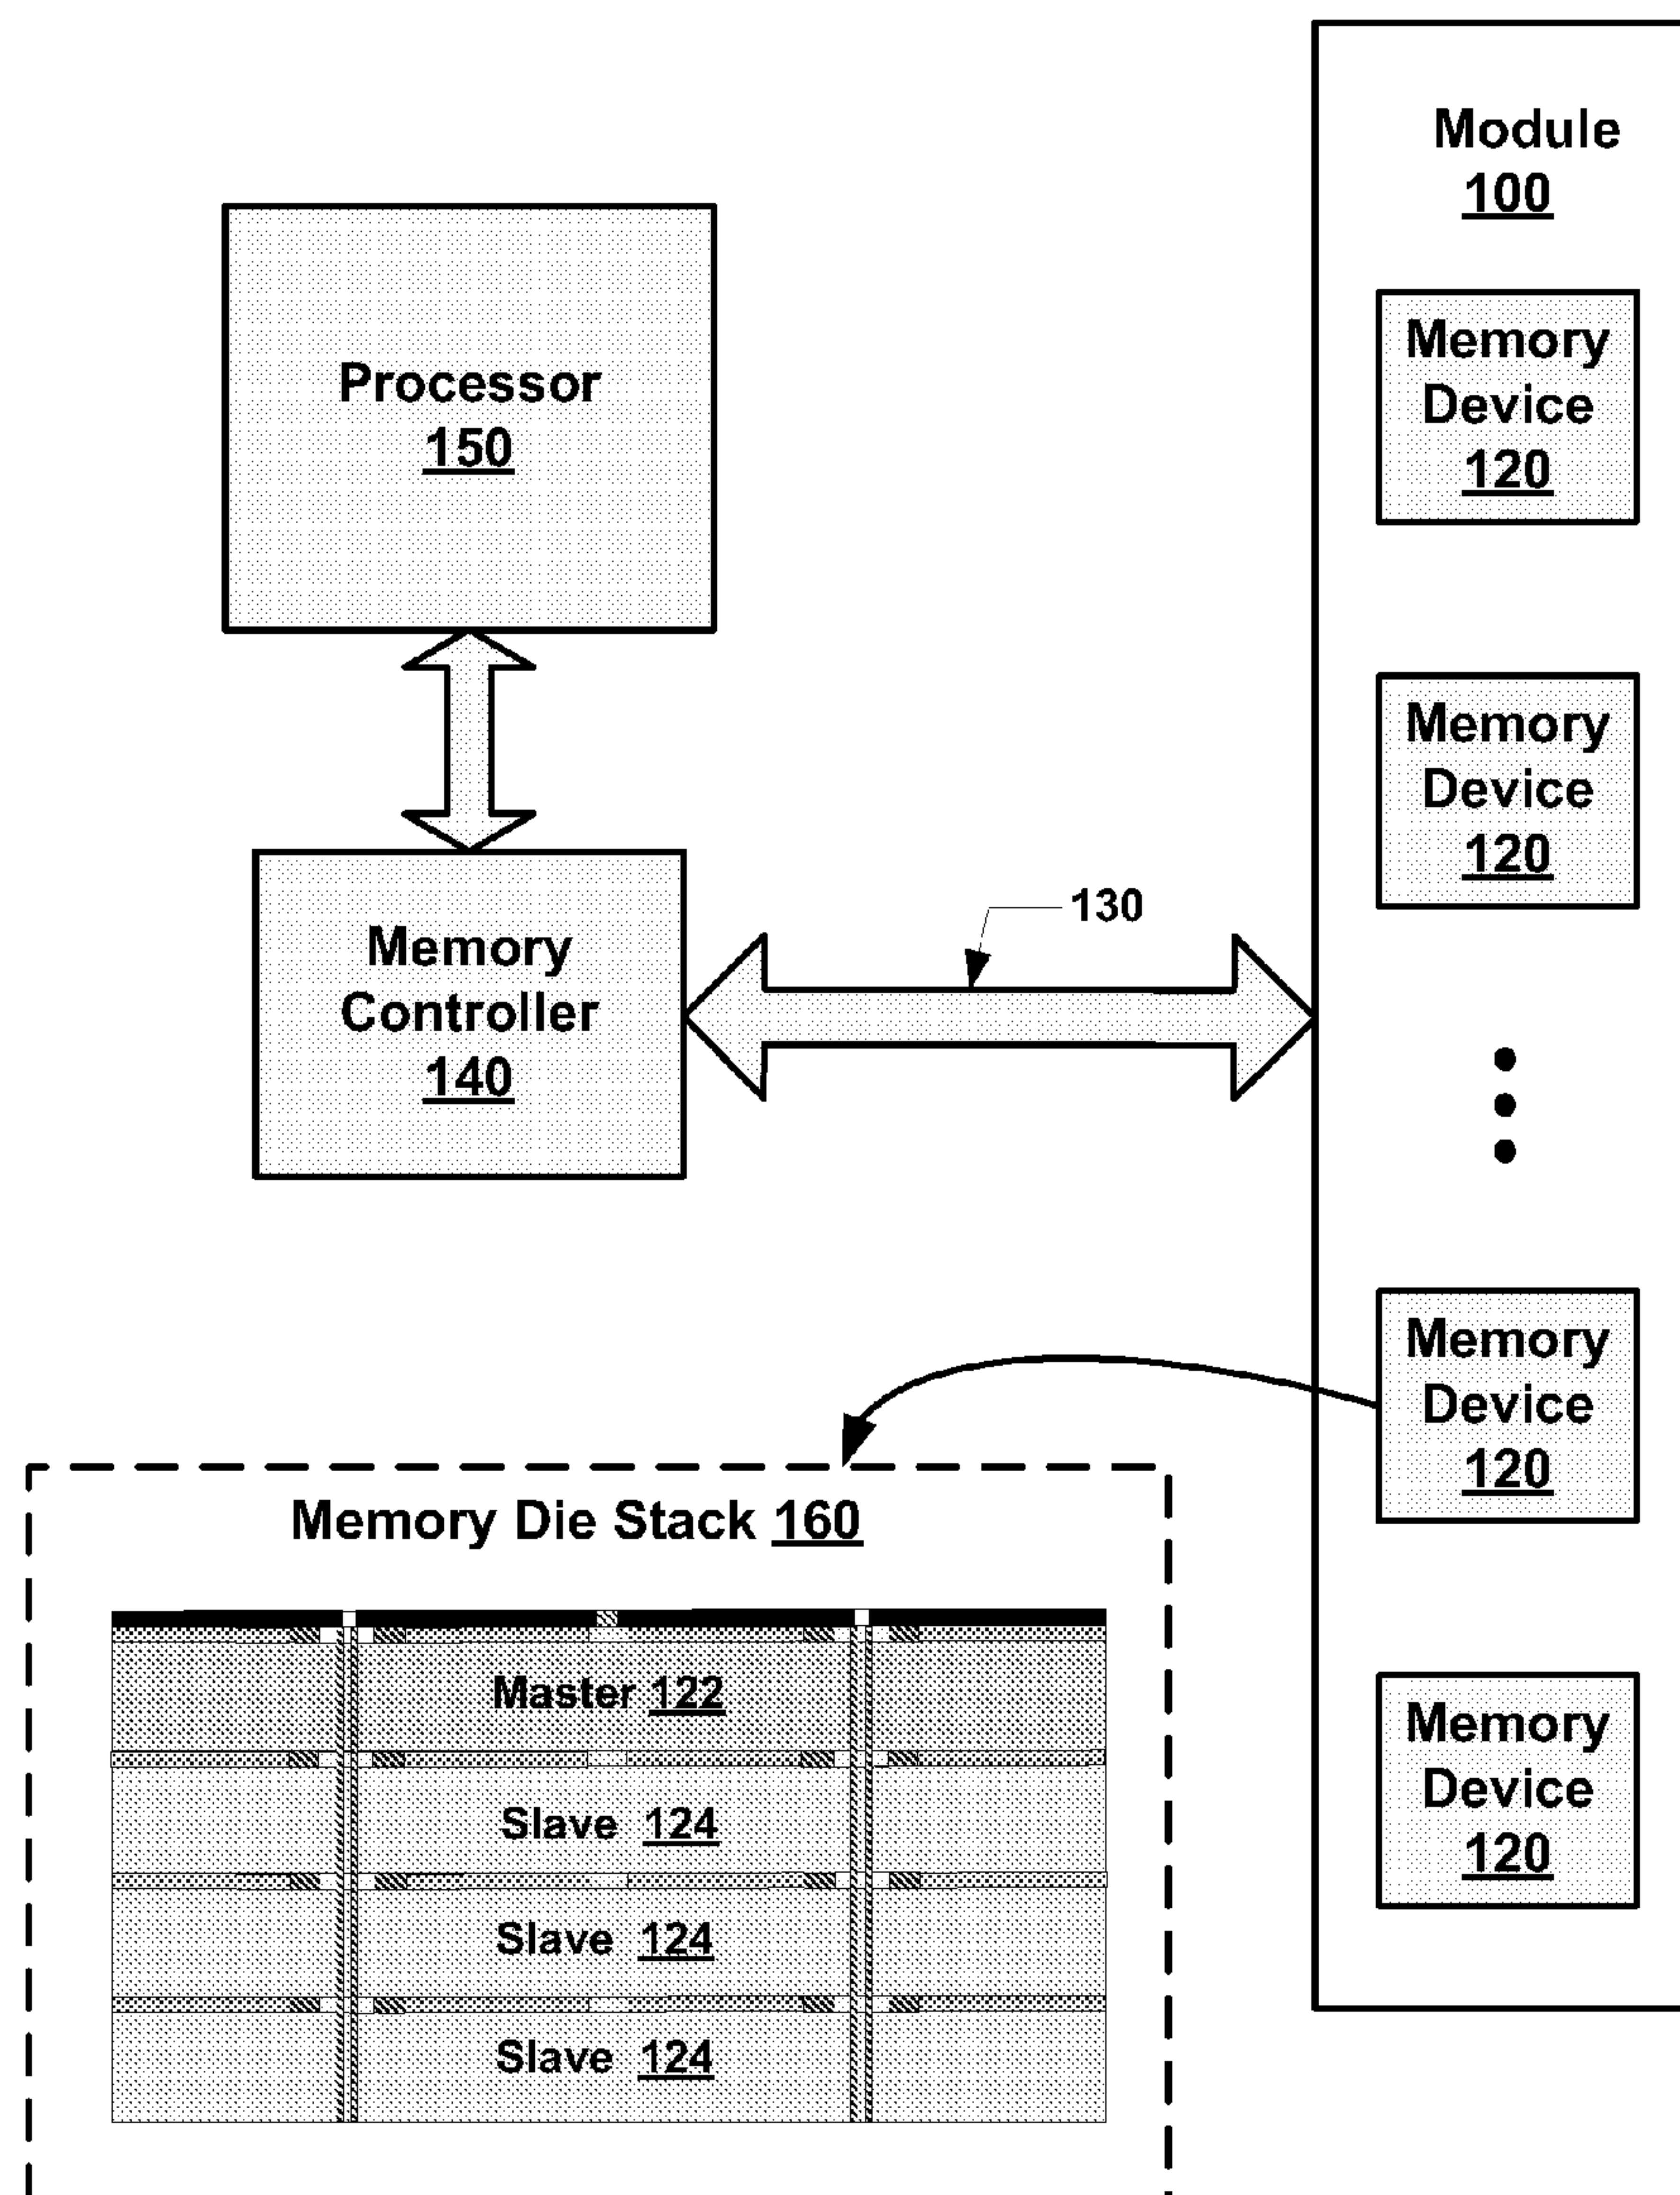 Module
100
Processor
150
Memory
Device
120
Memory
Device
120
130
Memory
Controller
140
Memory
Device
120
Memory Die Stack 160
Master 122
Slave 124
Slave 124
Slave 124
Memory
Device
120